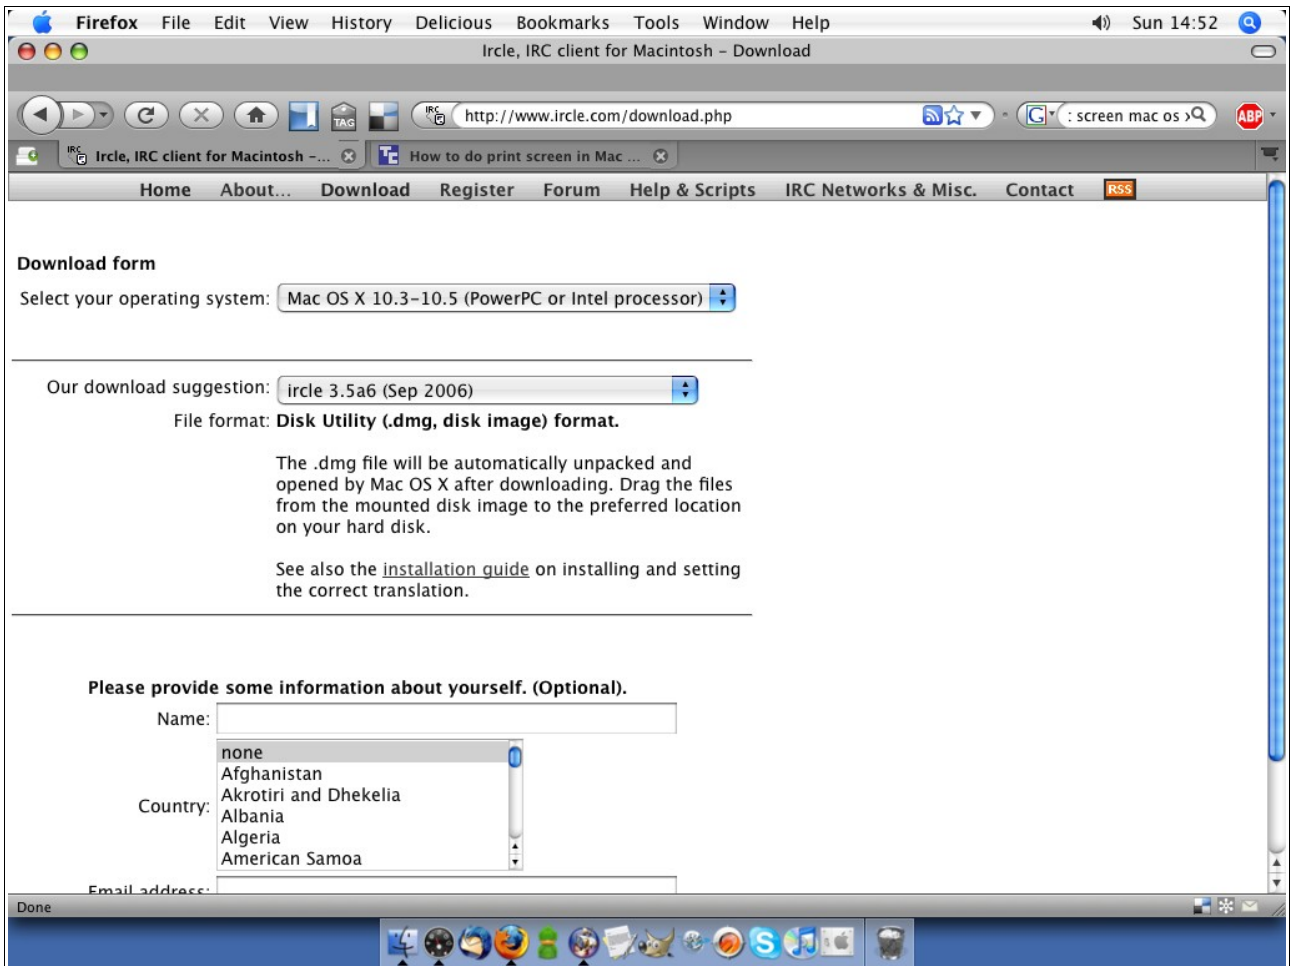 Firefox File Edit View History Delicious Bookmarks Tools Window Help Sun 14:52
Ircle, IRC client for Macintosh – Download
TAG IRC http://www.ircle.com/download.php G : screen mac os X ABP
IRC Ircle, IRC client for Macintosh –... TC How to do print screen in Mac ...
Home About... Download Register Forum Help & Scripts IRC Networks & Misc. Contact RSS
Download form
Select your operating system: Mac OS X 10.3–10.5 (PowerPC or Intel processor)
Our download suggestion: ircle 3.5a6 (Sep 2006)
File format: Disk Utility (.dmg, disk image) format.
The .dmg file will be automatically unpacked and
opened by Mac OS X after downloading. Drag the files
from the mounted disk image to the preferred location
on your hard disk.
See also the installation guide on installing and setting
the correct translation.
Please provide some information about yourself. (Optional).
Name:
none
Afghanistan
Akrotiri and Dhekelia
Country:
Albania
Algeria
American Samoa
Email address:
Done